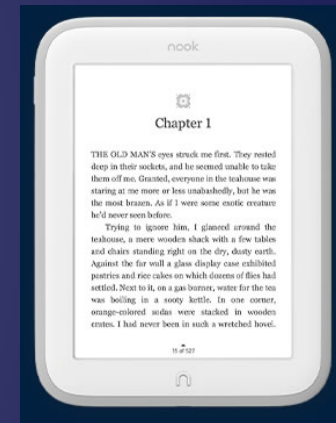 nook
Chapter 1
THE OLD MAN'S eyes struck me first. They rested
deep in their sockets, and he seemed unable to take
them off me. Granted, everyone in the teahouse was
staring at me more or less unabashedly, but he was
the most brazen. As if I were some exotic creature
he'd never seen before.
Trying to ignore him, I glanced around the
teahouse, a mere wooden shack with a few tables
and chairs standing right on the dry, dusty earth.
Against the far wall a glass display case exhibited
pastries and rice cakes on which dozens of flies had
settled. Next to it, on a gas burner, water for the tea
was boiling in a sooty kettle. In one corner,
orange-colored sodas were stacked in wooden
crates. I had never been in such a wretched hovel.
15 of 527